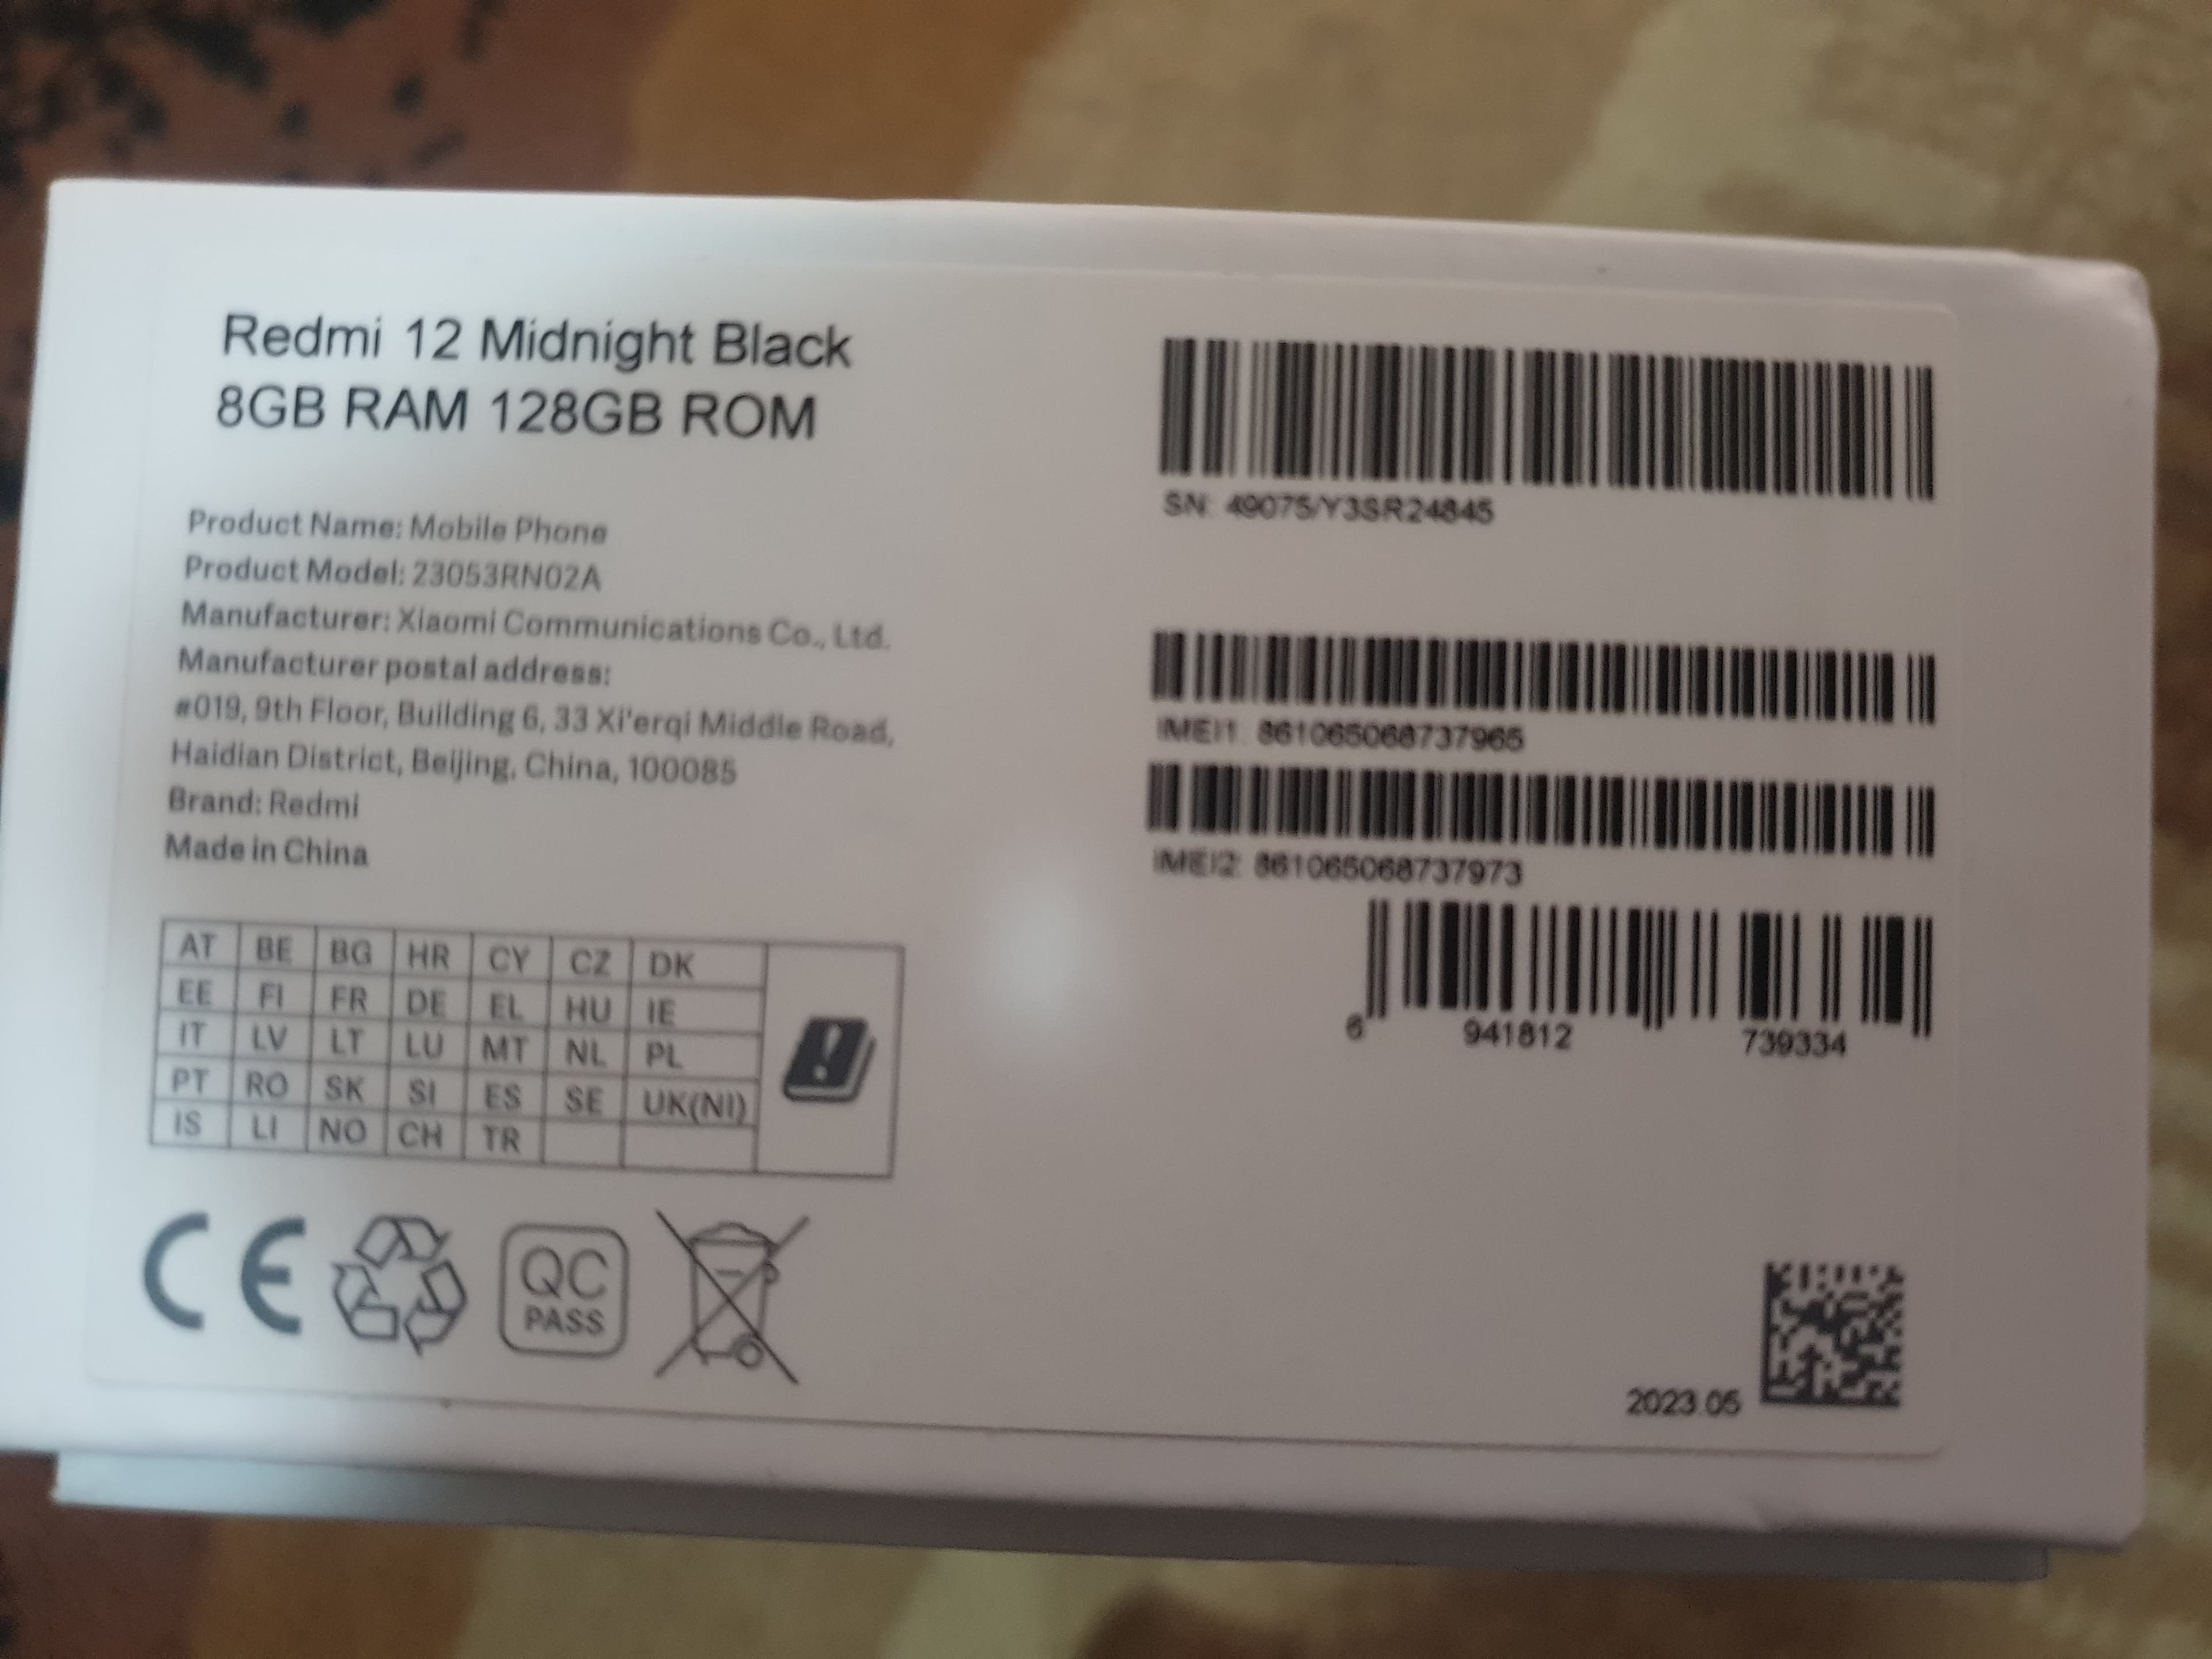 Redmi 12 Midnight Black
8GB RAM 128GB ROM
Product Name: Mobile Phone
Product Model: 23053RN02A
Manufacturer: Xiaomi Communications Co., Ltd.
Manufacturer postal address:
#019, 9th Floor, Building 6, 33 Xi'erqi Middle Road,
Haidian District, Beijing, China, 100085
Brand: Redmi
Made in China
AT BE BG HR CY CZ DK
EE FI FR DE EL HU IE
IT LV LT LU MT NL PL
PT RO SK SI ES SE UK(NI)
IS LI NO CH TR
CE
QC
PASS
SN: 49075/Y3SR24845
IMEI1: 861065068737965
IMEI2: 861065068737973
6 941812 739334
2023.05